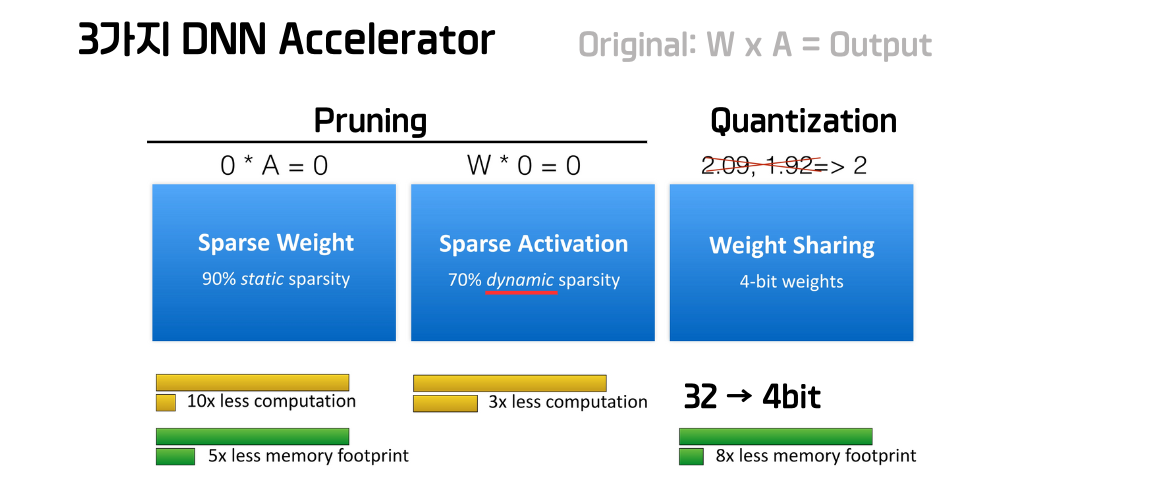 3가지 DNN Accelerator
Original: W x A = Output
Pruning
Quantization
0 * A = 0
W * 0 = 0
2.09, 1.92=> 2
Sparse Weight
90% static sparsity
Sparse Activation
70% dynamic sparsity
Weight Sharing
4-bit weights
10x less computation
5x less memory footprint
3x less computation
32 → 4bit
8x less memory footprint